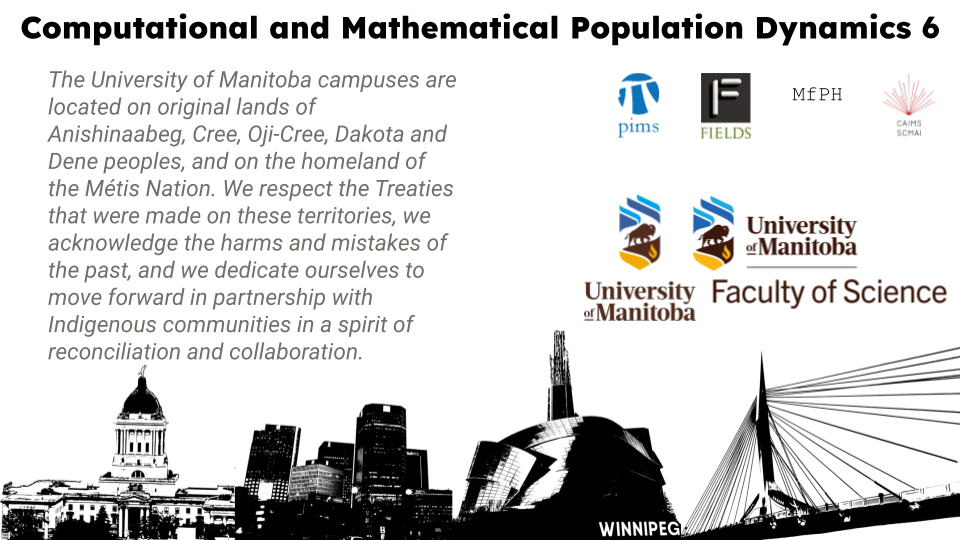 Computational and Mathematical Population Dynamics 6
The University of Manitoba campuses are
located on original lands of
Anishinaabeg, Cree, Oji-Cree, Dakota and
Dene peoples, and on the homeland of
the Métis Nation. We respect the Treaties
that were made on these territories, we
acknowledge the harms and mistakes of
the past, and we dedicate ourselves to
move forward in partnership with
Indigenous communities in a spirit of
reconciliation and collaboration.
pims
F
FIELDS
MfPH
CAIMS
SCMAI
University
of Manitoba
University
of Manitoba
Faculty of Science
WINNIPEG